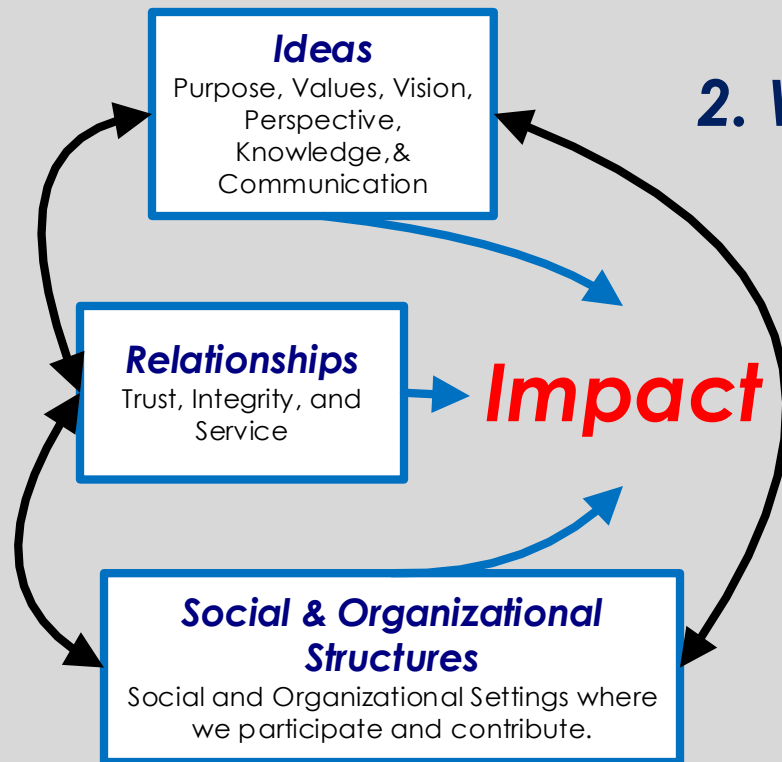 Ideas
Purpose, Values, Vision,
Perspective,
Knowledge,&
Communication
2.
Relationships
Trust, Integrity, and
Service
Impact
Social & Organizational
Structures
Social and Organizational Settings where
we participate and contribute.